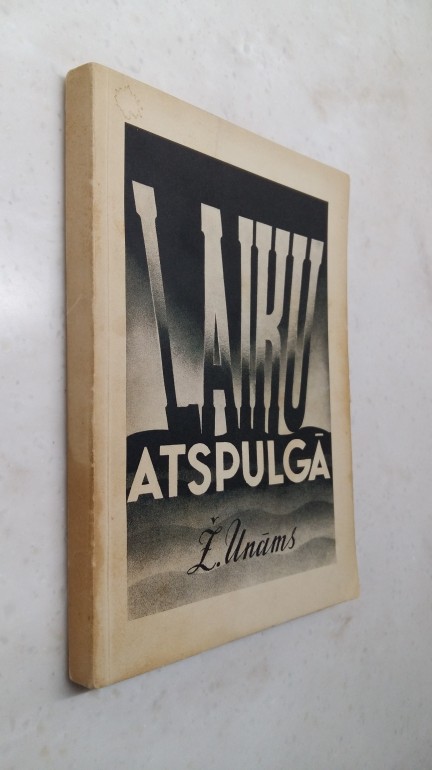 LAIKU
ATSPULGĀ
Ž. Unāms